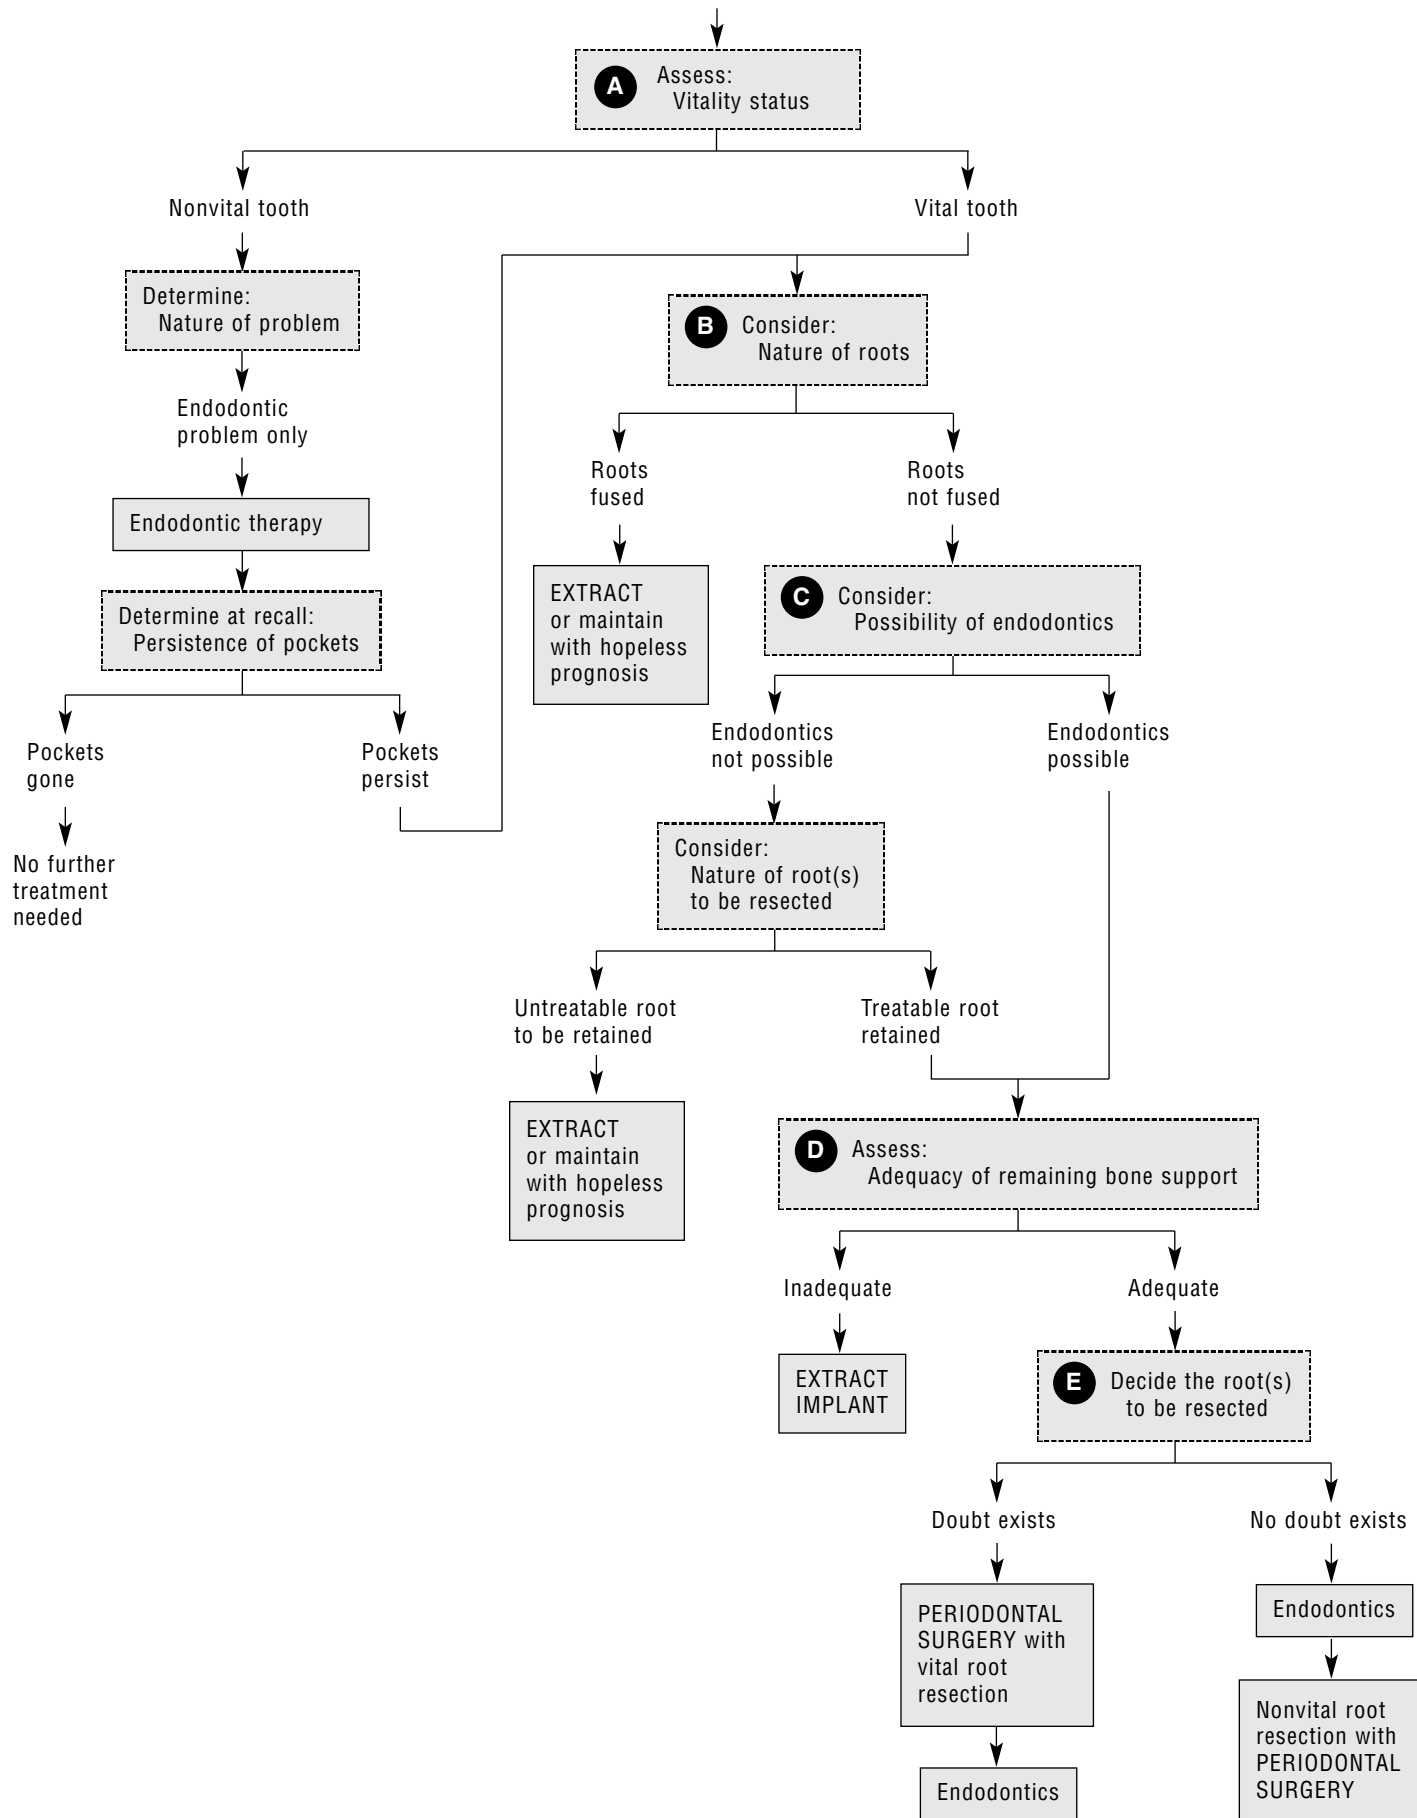 A
Assess:
Vitality status
Nonvital tooth
Vital tooth
Determine:
Nature of problem
B
Consider:
Nature of roots
Endodontic
problem only
Roots
fused
Roots
not fused
Endodontic therapy
EXTRACT
or maintain
with hopeless
prognosis
C
Consider:
Possibility of endodontics
Determine at recall:
Persistence of pockets
Pockets
gone
Pockets
persist
Endodontics
not possible
Endodontics
possible
No further
treatment
needed
Consider:
Nature of root(s)
to be resected
Untreatable root
to be retained
Treatable root
retained
EXTRACT
or maintain
with hopeless
prognosis
D
Assess:
Adequacy of remaining bone support
Inadequate
Adequate
EXTRACT
IMPLANT
E
Decide the root(s)
to be resected
Doubt exists
No doubt exists
PERIODONTAL
SURGERY with
vital root
resection
Endodontics
Endodontics
Nonvital root
resection with
PERIODONTAL
SURGERY